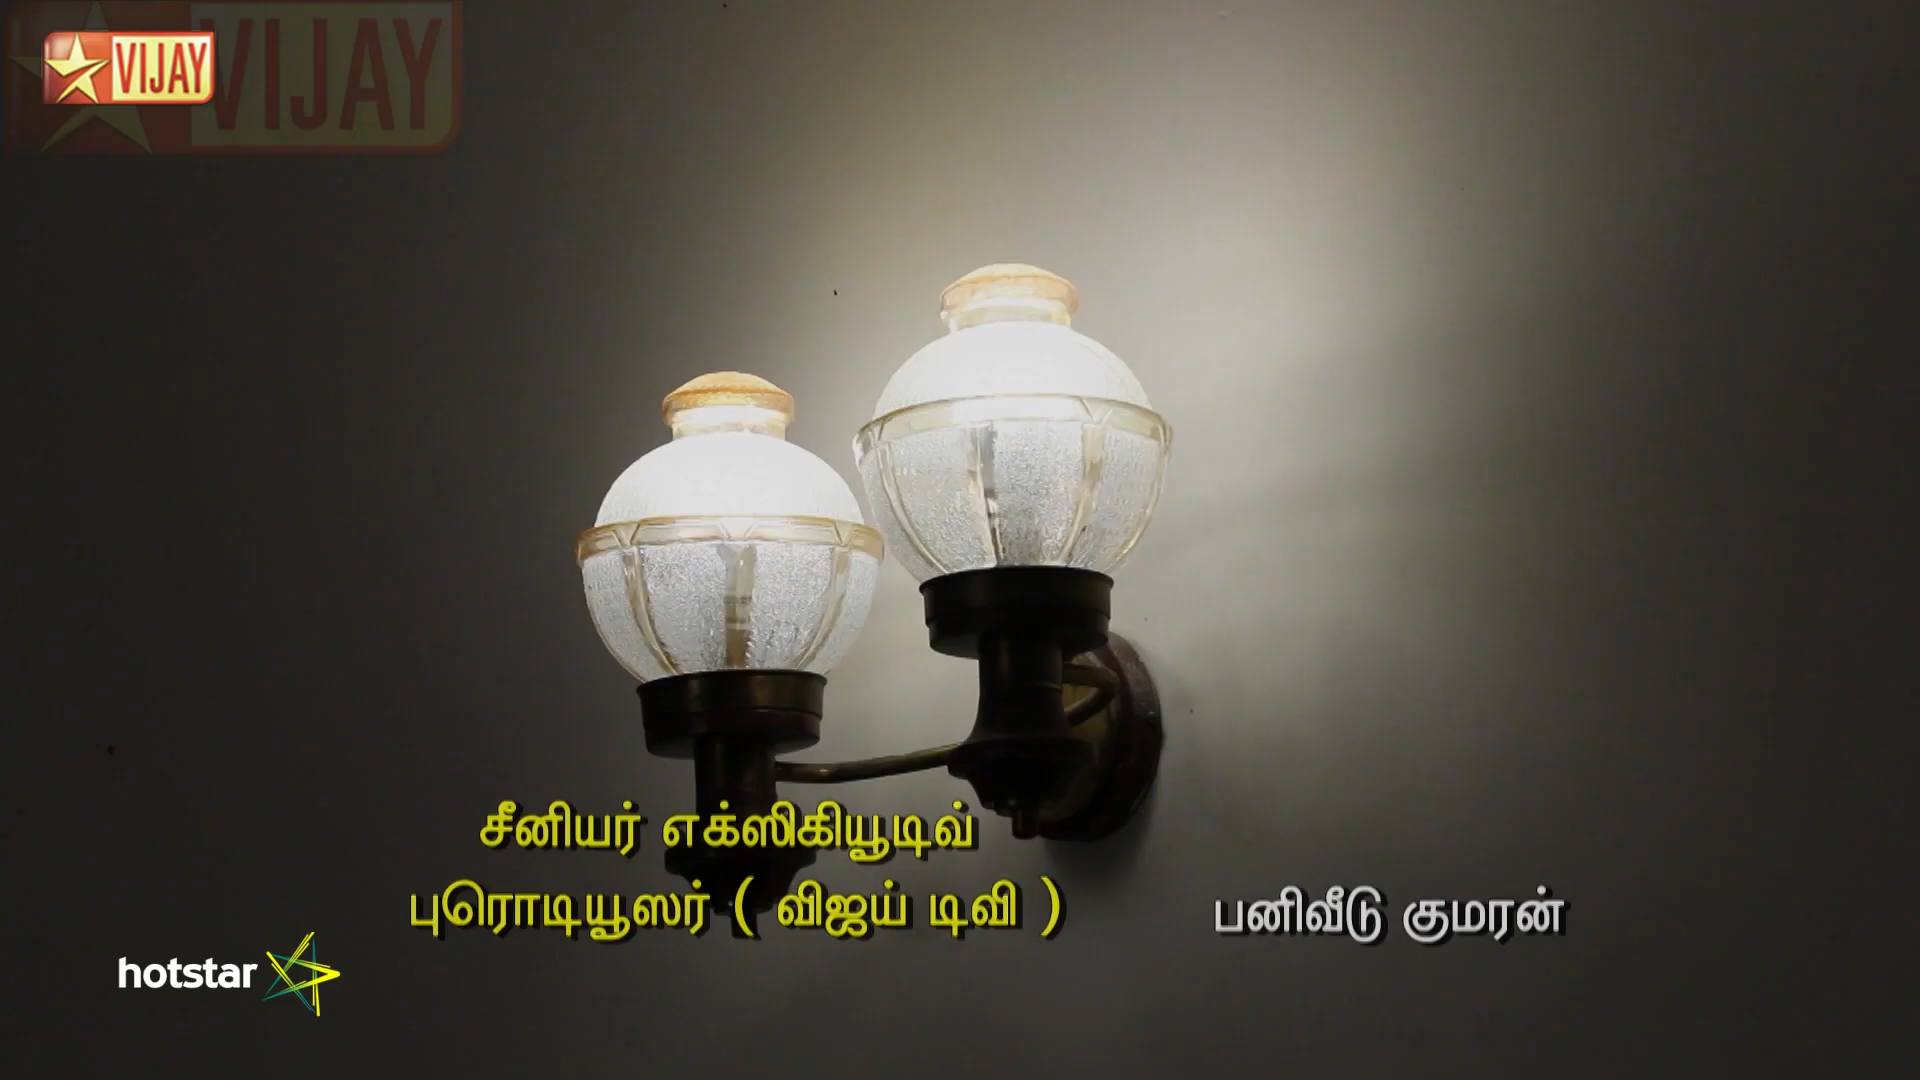 VIJAY
VIJAY
சீனியர் எக்ஸிகியூடிவ்
புரொடியூஸர் ( விஜய் டிவி ) பனிவீடு குமரன்
hotstar